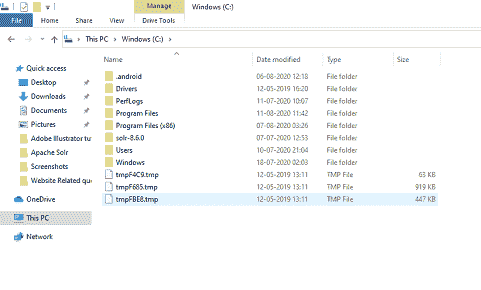 Manage
Windows (C:)
File
Home
Share
View
Drive Tools
This PC
Windows (C:)
Name
Date modified
Type
Size
Quick access
Desktop
Downloads
Documents
Pictures
Adobe Illustrator tu
Apache Solr
Screenshots
Website Related que
OneDrive
This PC
Network
.android 06-08-2020 12:18 File folder
Drivers 12-05-2019 16:20 File folder
PerfLogs 11-07-2020 10:07 File folder
Program Files 11-08-2020 11:42 File folder
Program Files (x86) 07-08-2020 03:26 File folder
solr-8.6.0 07-07-2020 12:53 File folder
Users 10-07-2020 21:04 File folder
Windows 18-07-2020 02:03 File folder
tmpF4C9.tmp 12-05-2019 13:11 TMP File 63 KB
tmpF685.tmp 12-05-2019 13:11 TMP File 919 KB
tmpFBE8.tmp 12-05-2019 13:11 TMP File 447 KB